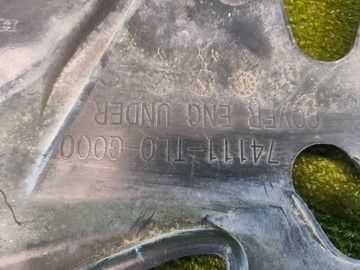 COVER ENG UNDER
74111-TL0 G000